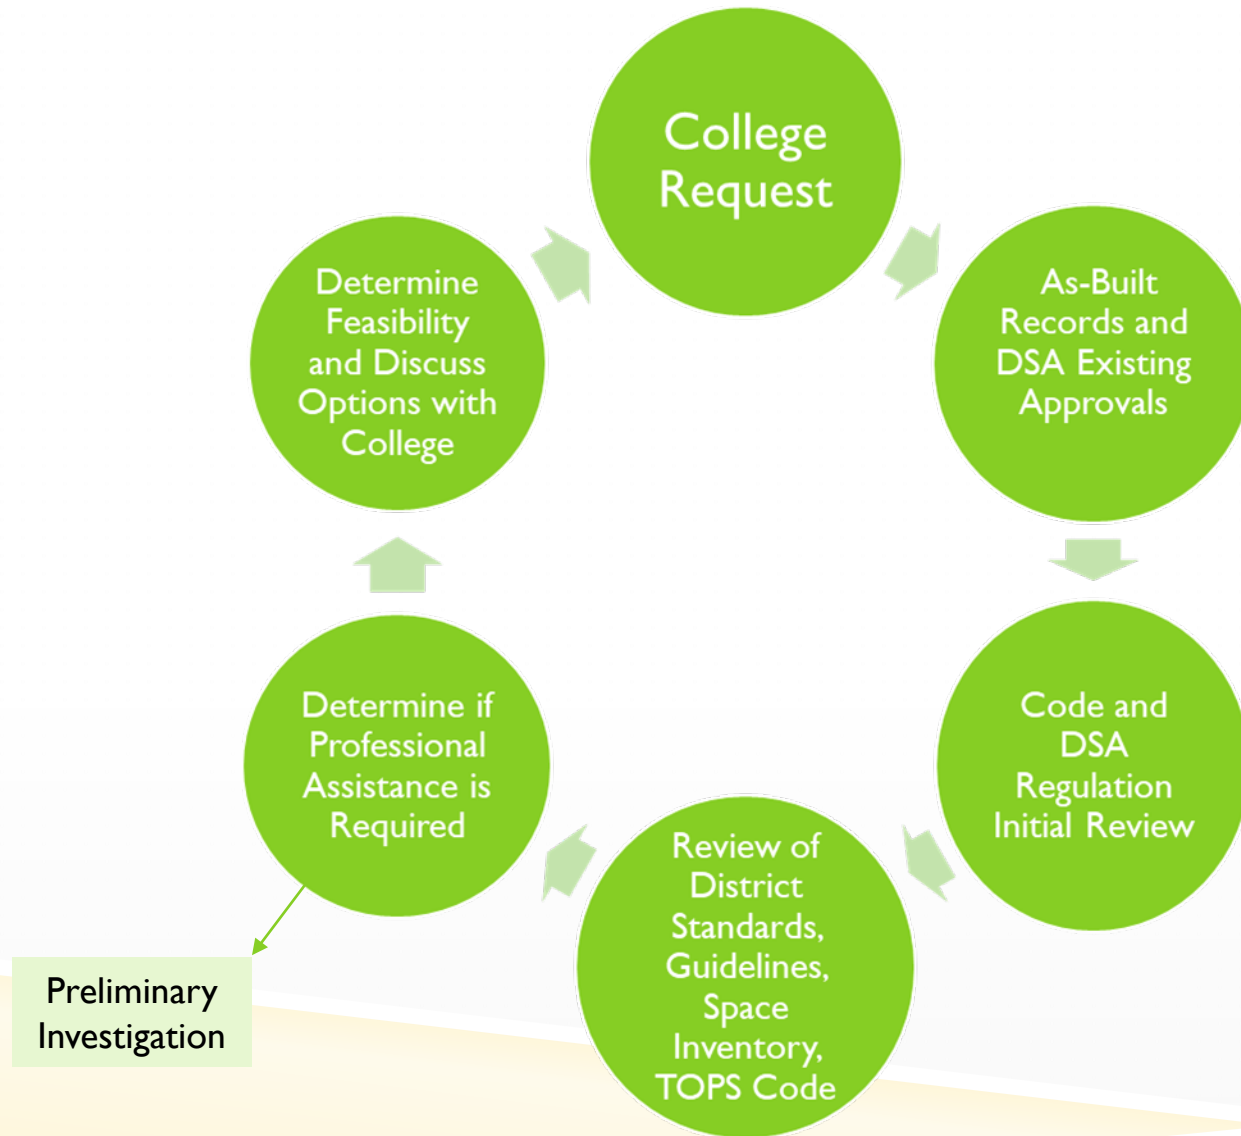 College
Request
As-Built
Records and
DSA Existing
Approvals
Code and
DSA
Regulation
Initial Review
Review of
District
Standards,
Guidelines,
Space
Inventory,
TOPS Code
Determine if
Professional
Assistance is
Required
Preliminary
Investigation
Determine
Feasibility
and Discuss
Options with
College